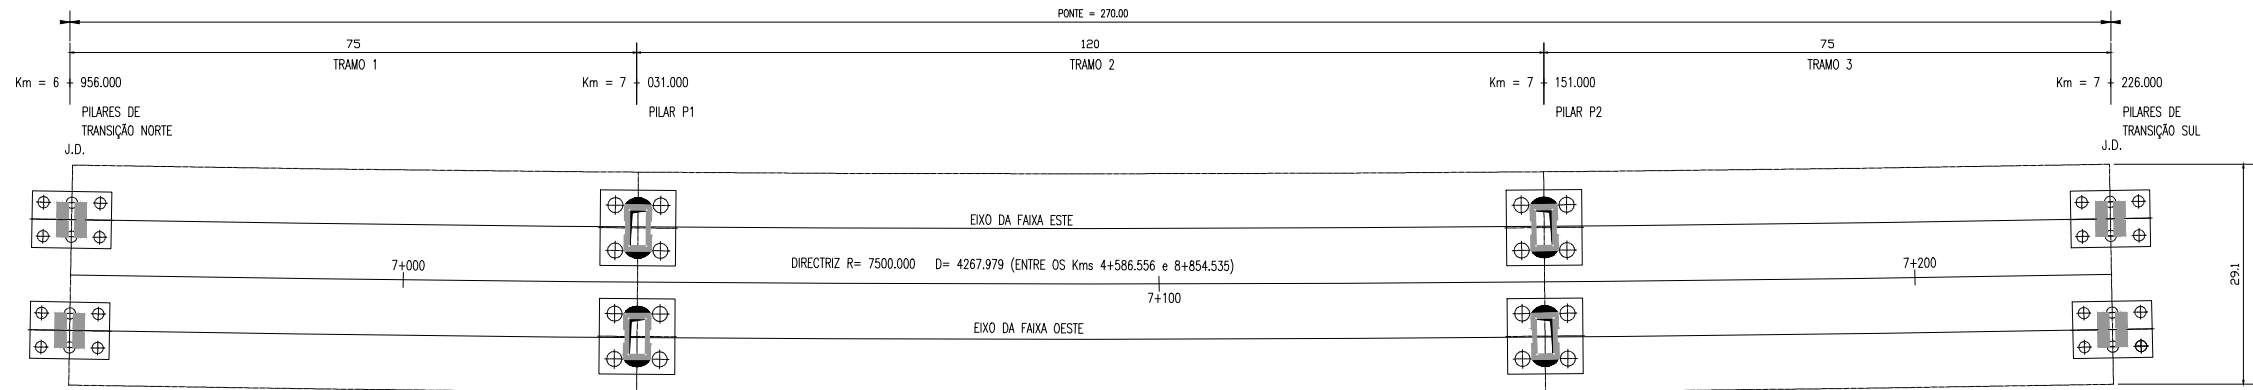 PONTE = 270.00
75
120
75
TRAMO 1
TRAMO 2
TRAMO 3
Km = 6 + 956.000
Km = 7 + 031.000
Km = 7 + 151.000
Km = 7 + 226.000
PILARES DE
TRANSIÇÃO NORTE
PILAR P1
PILAR P2
PILARES DE
TRANSIÇÃO SUL
J.D.
J.D.
EIXO DA FAIXA ESTE
7+000
DIRECTRIZ R= 7500.000 D= 4267.979 (ENTRE OS Kms 4+586.556 e 8+854.535)
7+200
7+100
29.1
EIXO DA FAIXA OESTE